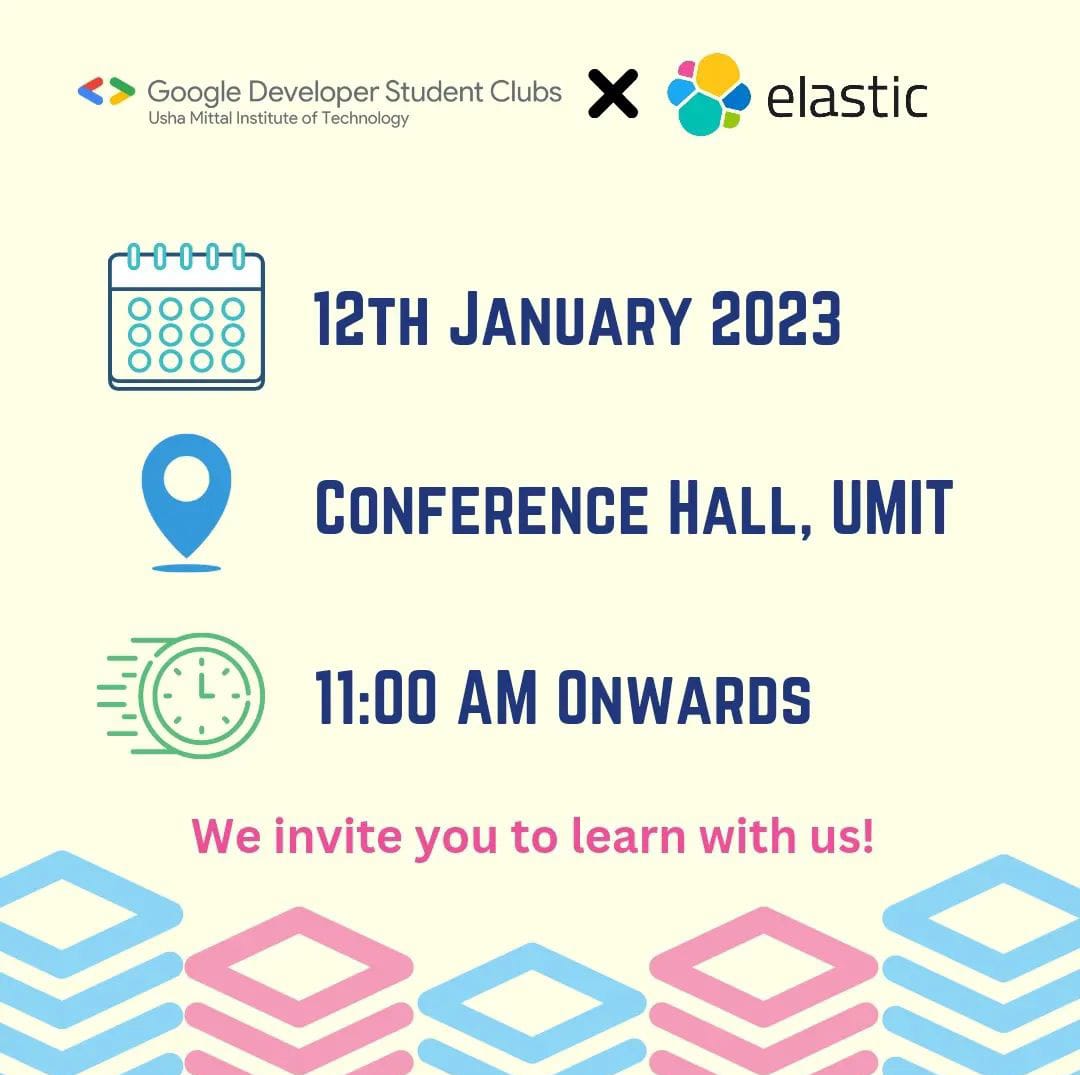 Google Developer Student Clubs
Usha Mittal Institute of Technology
elastic
12th January 2023
Conference Hall, UMIT
11:00 AM Onwards
We invite you to learn with us!